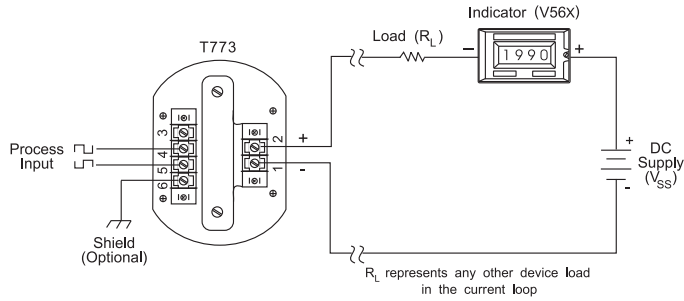 Indicator (V56X)
Load (RL)
T773
- 1990 +
3
4
5
6
2
1
+
-
Process
Input
Shield
(Optional)
+
DC
Supply
(VSS)
-
RL represents any other device load
in the current loop